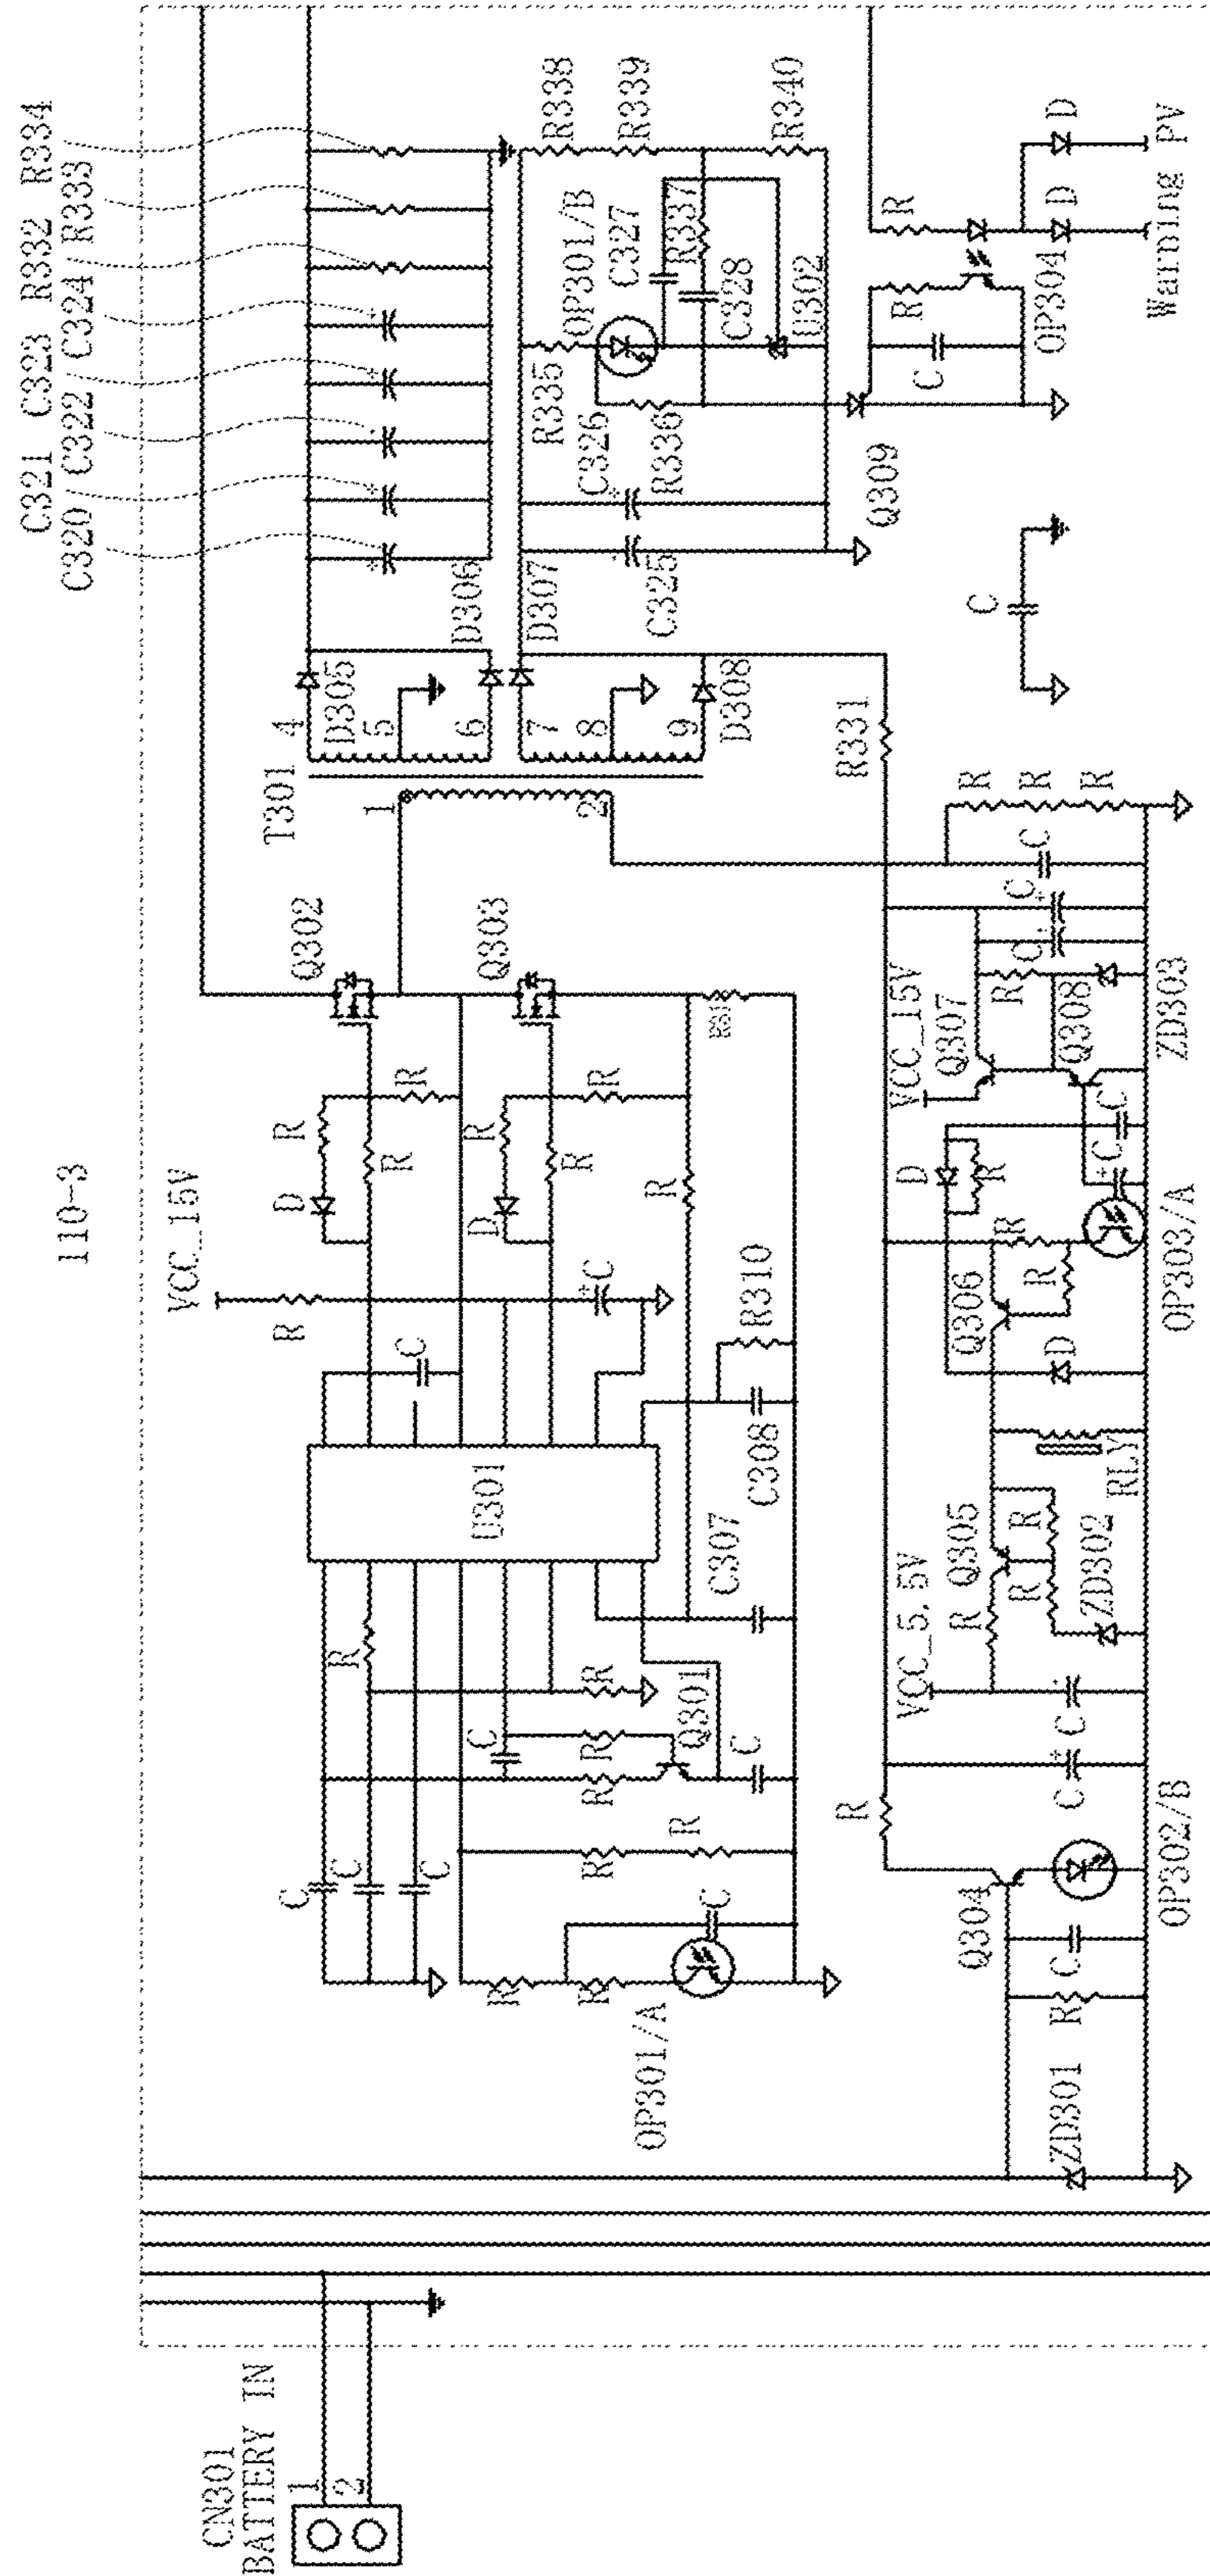 110-3
C321 C323 R332 R334
C320 C322 C324 R333
CN301
BATTERY IN
1
2
VCC_15V
R
D
R
R
R
C
Q302
T301
4
D305
5
6
1
2
7
8
9
D306
D307
D308
Q303
D
R
R
R
C
U301
C
C
C
R
C
R
R
R
Q301
C
R
R
R
R
C
OP301/A
C307
C308
R310
R
R335
OP301/B
C327
R337
C328
U302
C326
R336
C325
R338
R339
R340
R331
Q309
C
C
R
OP304
R
D
D
Warning PV
R
VCC_5.5V
R
Q305
R
R
ZD302
RLY
Q306
R
R
D
D
R
VCC_15V
Q307
R
Q308
C
C
C
C
C
R
R
R
ZD303
OP303/A
C
C
Q304
C
R
ZD301
OP302/B